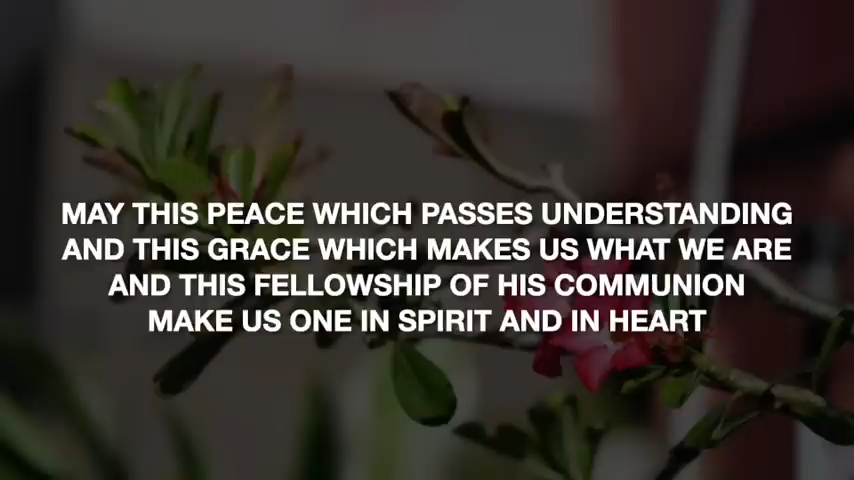 MAY THIS PEACE WHICH PASSES UNDERSTANDING
AND THIS GRACE WHICH MAKES US WHAT WE ARE
AND THIS FELLOWSHIP OF HIS COMMUNION
MAKE US ONE IN SPIRIT AND IN HEART